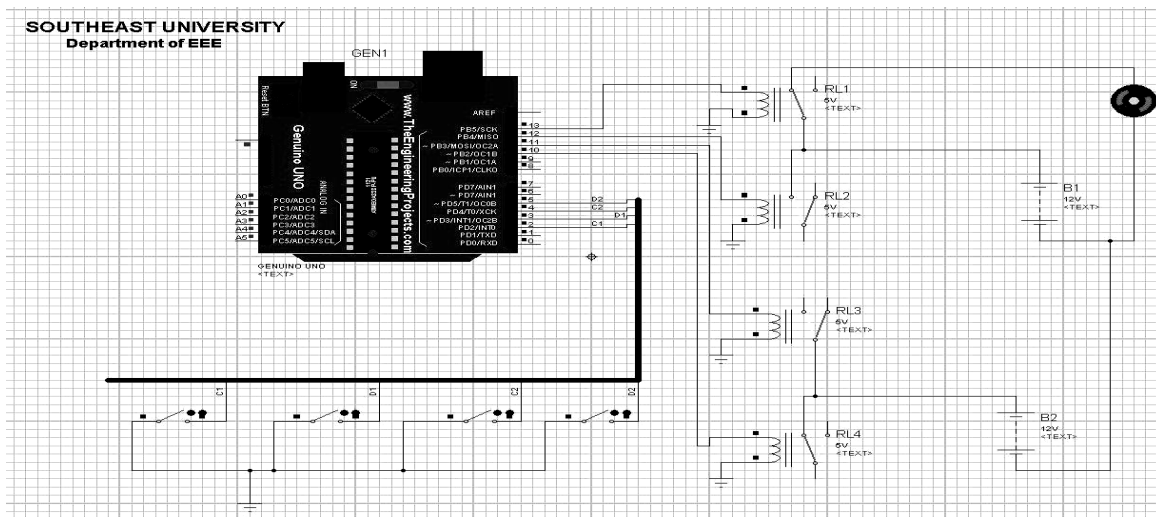 SOUTHEAST UNIVERSITY
Department of EEE
GEN1
Reset BTN
ON
www.TheEngineeringProjects.com
Genuino UNO
ANALOG IN
AREF
13
PB5/SCK
12
PB4/MISO
11
~ PB3/MOSI/OC2A
10
~ PB2/OC1B
9
~ PB1/OC1A
8
PB0/ICP1/CLKO
7
PD7/AIN1
6
~ PD7/AIN1
5
~ PD5/T1/OC0B
4
PD4/T0/XCK
3
~ PD3/INT1/OC2B
2
PD2/INT0
1
PD1/TXD
0
PD0/RXD
A0
PC0/ADC0
A1
PC1/ADC1
A2
PC2/ADC2
A3
PC3/ADC3
A4
PC4/ADC4/SDA
A5
PC5/ADC5/SCL
GENUINO UNO
<TEXT>
D2
C2
D1
C1
RL1
5V
<TEXT>
RL2
5V
<TEXT>
B1
12V
<TEXT>
RL3
5V
<TEXT>
RL4
5V
<TEXT>
B2
12V
<TEXT>
C1
D1
C2
D2